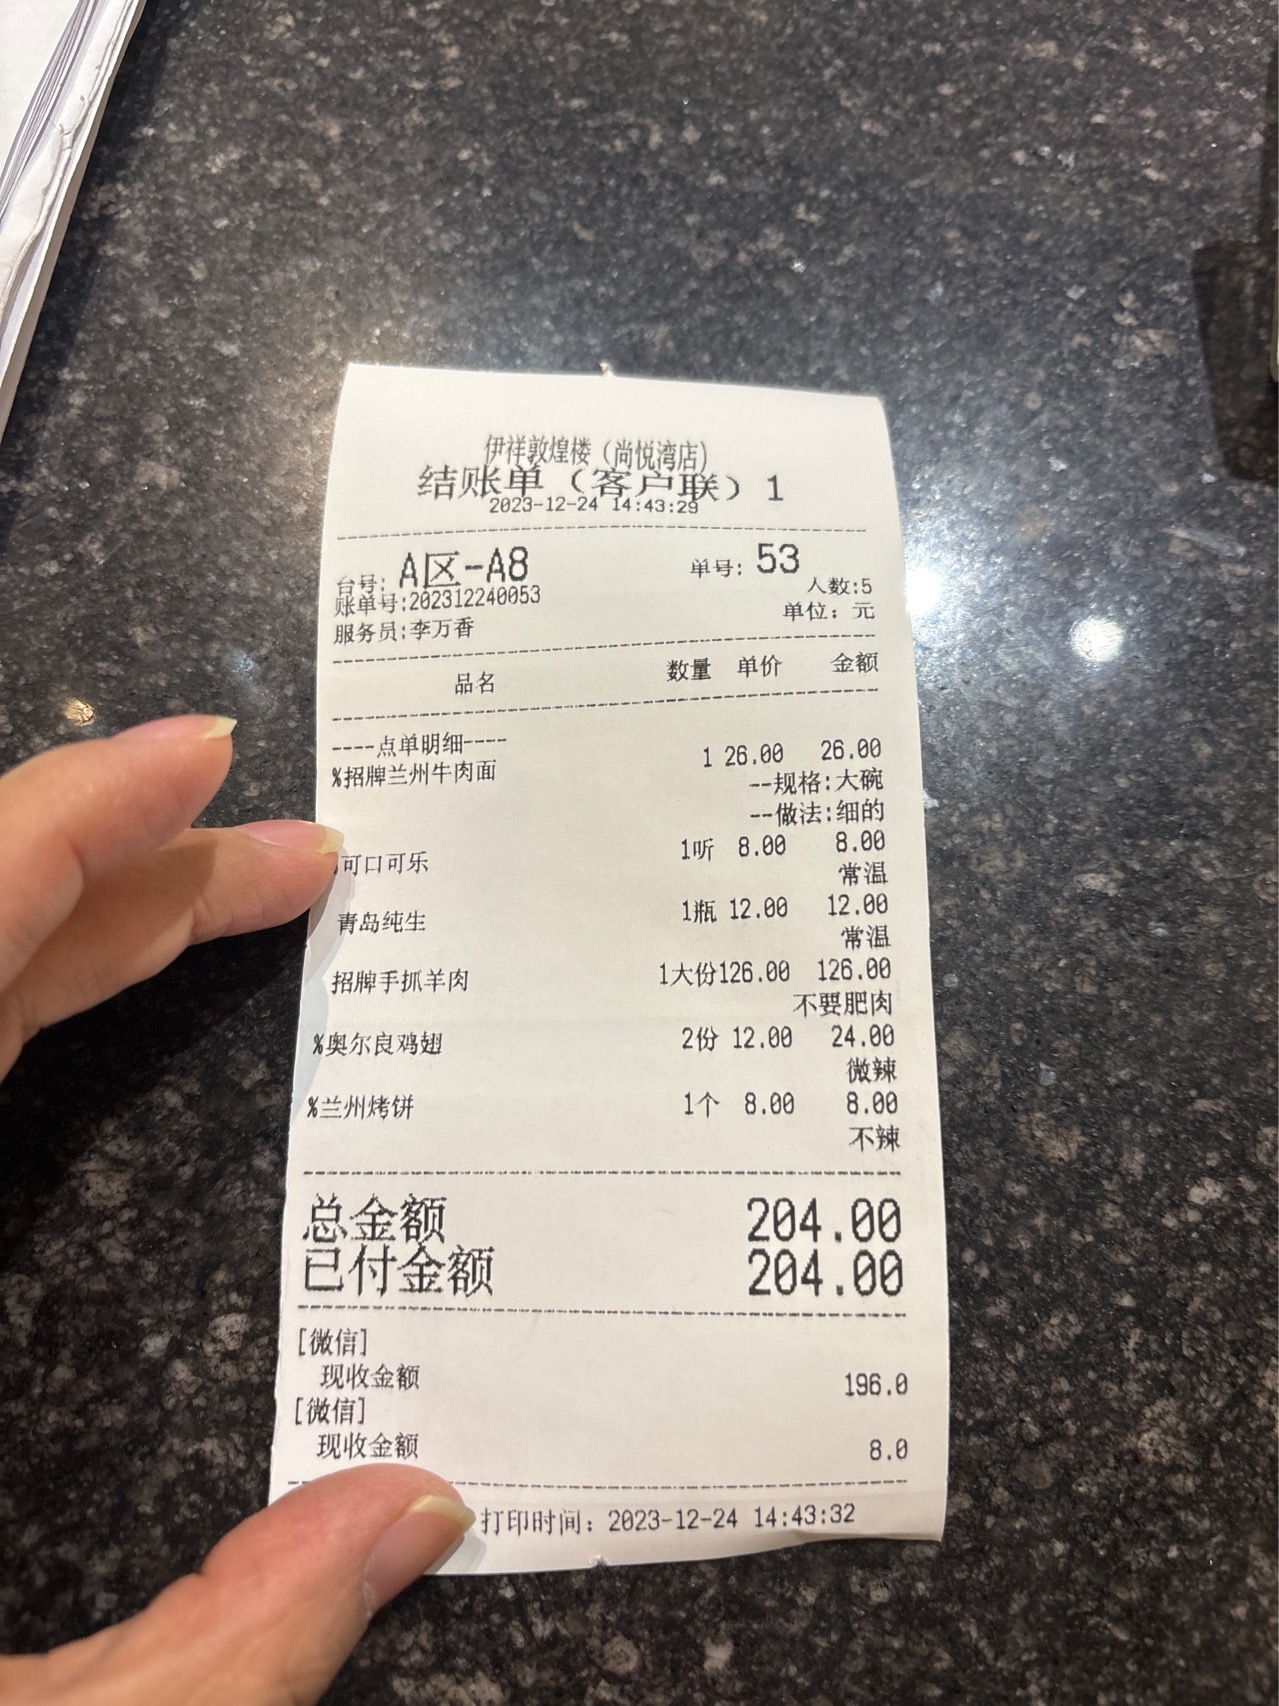 伊祥敦煌楼（尚悦湾店）
结账单（客户联）1
2023-12-24 14:43:29
台号: A区-A8 单号: 53
账单号:202312240053 人数:5
服务员:李万香 单位: 元
品名 数量 单价 金额
----点单明细----
%招牌兰州牛肉面 1 26.00 26.00
--规格:大碗
--做法:细的
可口可乐 1听 8.00 8.00
常温
青岛纯生 1瓶 12.00 12.00
常温
招牌手抓羊肉 1大份126.00 126.00
不要肥肉
%奥尔良鸡翅 2份 12.00 24.00
微辣
%兰州烤饼 1个 8.00 8.00
不辣
总金额 204.00
已付金额 204.00
[微信]
现收金额 196.0
[微信]
现收金额 8.0
打印时间: 2023-12-24 14:43:32